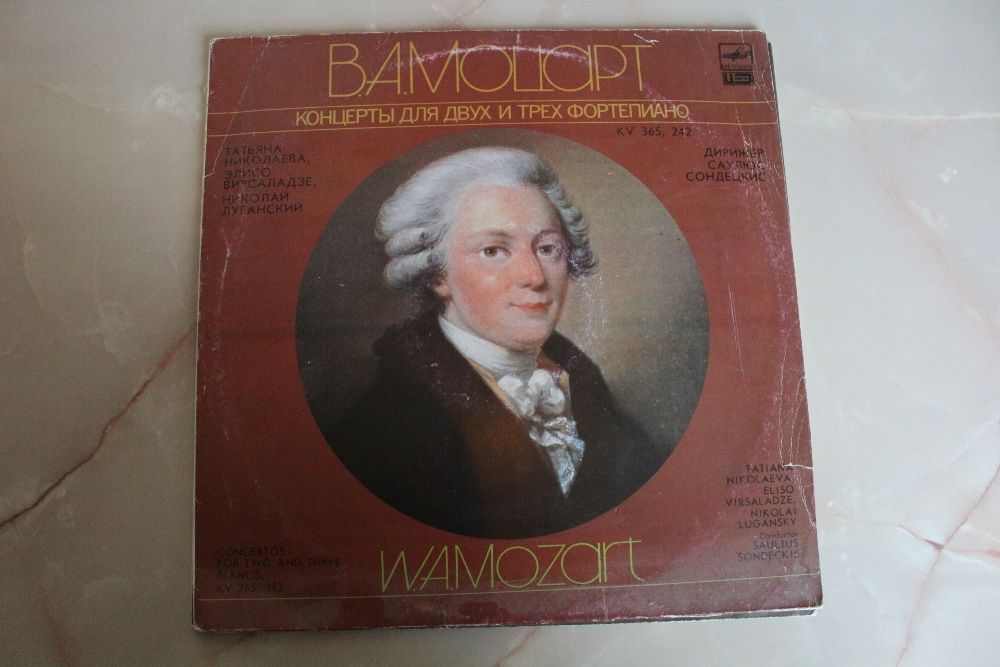 В.А.МОЦАРТ
КОНЦЕРТЫ ДЛЯ ДВУХ И ТРЕХ ФОРТЕПИАНО
KV 365, 242
ТАТЬЯНА
НИКОЛАЕВА,
ЭЛИСО
ВИРСАЛАДЗЕ,
НИКОЛАЙ
ЛУГАНСКИЙ
ДИРИЖЕР
САУЛЮС
СОНДЕЦКИС
TATIANA
NIKOLAEVA,
ELISO
VIRSALADZE,
NIKOLAI
LUGANSKY
Conductor
SAULILIS
SONDECKIS
CONCERTOS
FOR TWO AND THREE
PIANOS,
KV 365, 242
W.A.Mozart